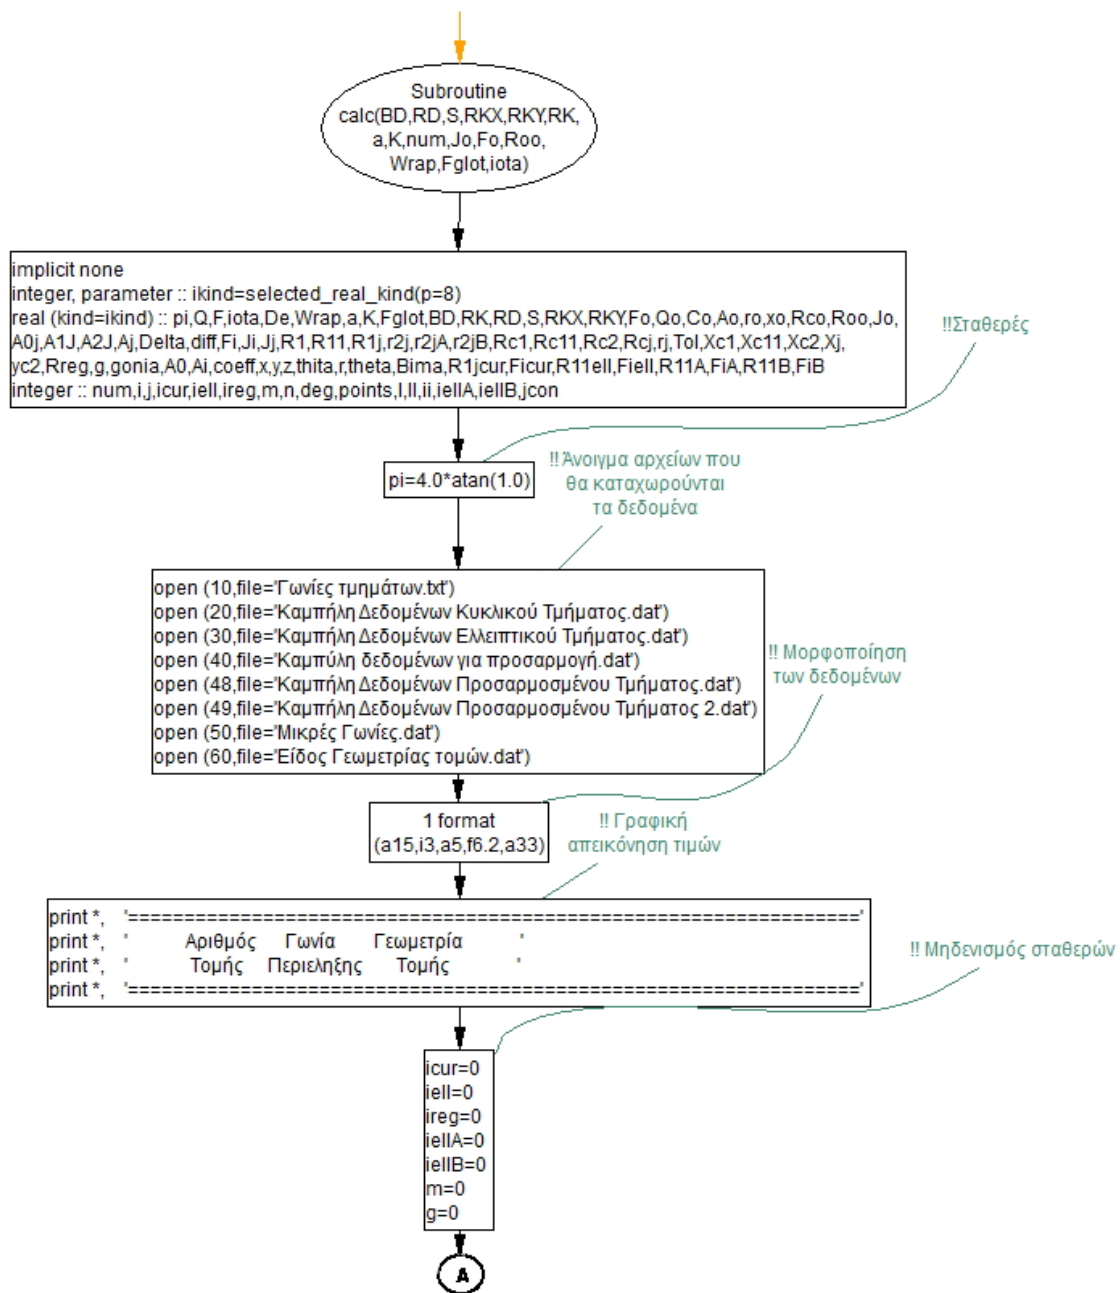 Subroutine
calc(BD,RD,S,RKX,RKY,RK,
a,K,num,Jo,Fo,Roo,
Wrap,Fglot,iota)
implicit none
integer, parameter :: ikind=selected_real_kind(p=8)
real (kind=ikind) :: pi,Q,F,iota,De,Wrap,a,K,Fglot,BD,RK,RD,S,RKX,RKY,Fo,Qo,Co,Ao,ro,xo,Rco,Roo,Jo,
A0j,A1J,A2J,Aj,Delta,diff,Fi,Ji,Jj,R1,R11,R1j,r2j,r2jA,r2jB,Rc1,Rc11,Rc2,Rcj,rj,Tol,Xc1,Xc11,Xc2,Xj,
yc2,Rreg,g,gonia,A0,Ai,coeff,x,y,z,thita,r,theta,Bima,R1jcur,Ficur,R11ell,Fiell,R11A,FiA,R11B,FiB
integer :: num,i,j,icur,iell,ireg,m,n,deg,points,l,ll,ii,iellA,iellB,jcon
!!Σταθερές
pi=4.0*atan(1.0)
!! Άνοιγμα αρχείων που
θα καταχωρούνται
τα δεδομένα
open (10,file='Γωνίες τμημάτων.txt')
open (20,file='Καμπήλη Δεδομένων Κυκλικού Τμήματος.dat')
open (30,file='Καμπήλη Δεδομένων Ελλειπτικού Τμήματος.dat')
open (40,file='Καμπύλη δεδομένων για προσαρμογή.dat')
open (48,file='Καμπήλη Δεδομένων Προσαρμοσμένου Τμήματος.dat')
open (49,file='Καμπήλη Δεδομένων Προσαρμοσμένου Τμήματος 2.dat')
open (50,file='Μικρές Γωνίες.dat')
open (60,file='Είδος Γεωμετρίας τομών.dat')
!! Μορφοποίηση
των δεδομένων
1 format
(a15,i3,a5,f6.2,a33)
!! Γραφική
απεικόνηση τιμών
print *, '================================================================='
print *, ' Αριθμός Γωνία Γεωμετρία '
print *, ' Τομής Περιεληξης Τομής '
print *, '================================================================='
!! Μηδενισμός σταθερών
icur=0
iell=0
ireg=0
iellA=0
iellB=0
m=0
g=0
A